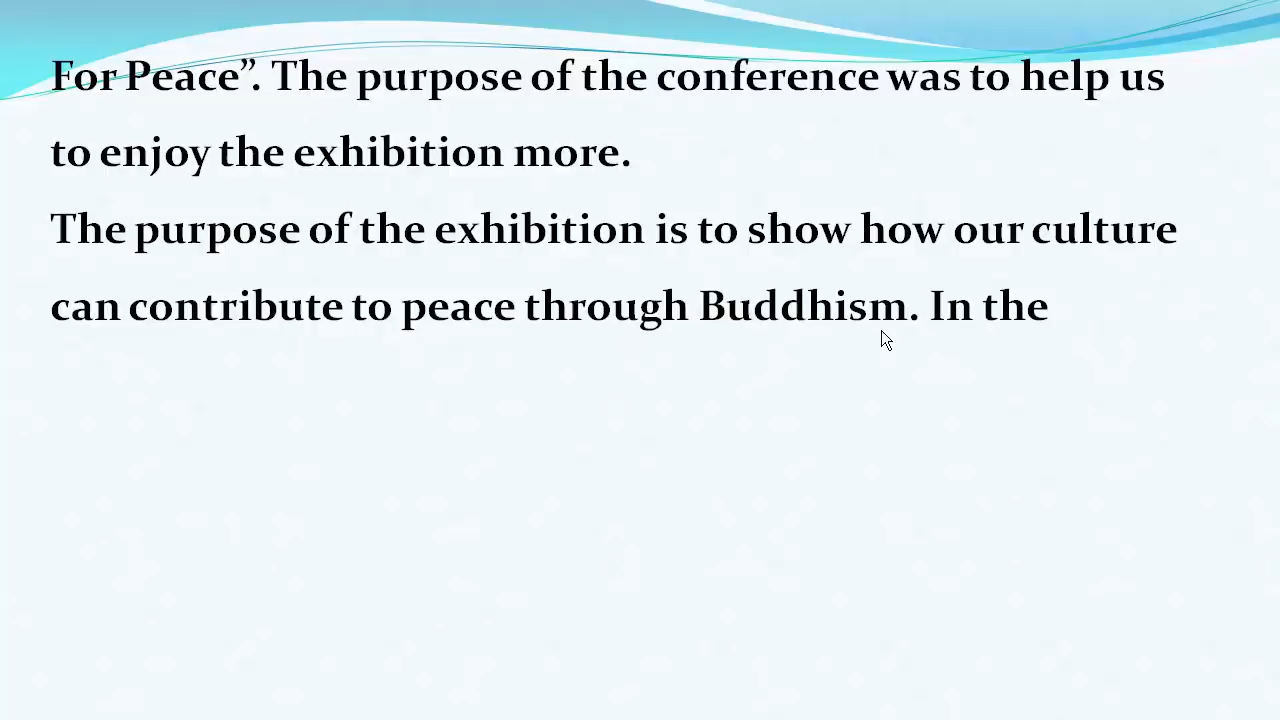 For Peace”. The purpose of the conference was to help us
to enjoy the exhibition more.
The purpose of the exhibition is to show how our culture
can contribute to peace through Buddhism. In the